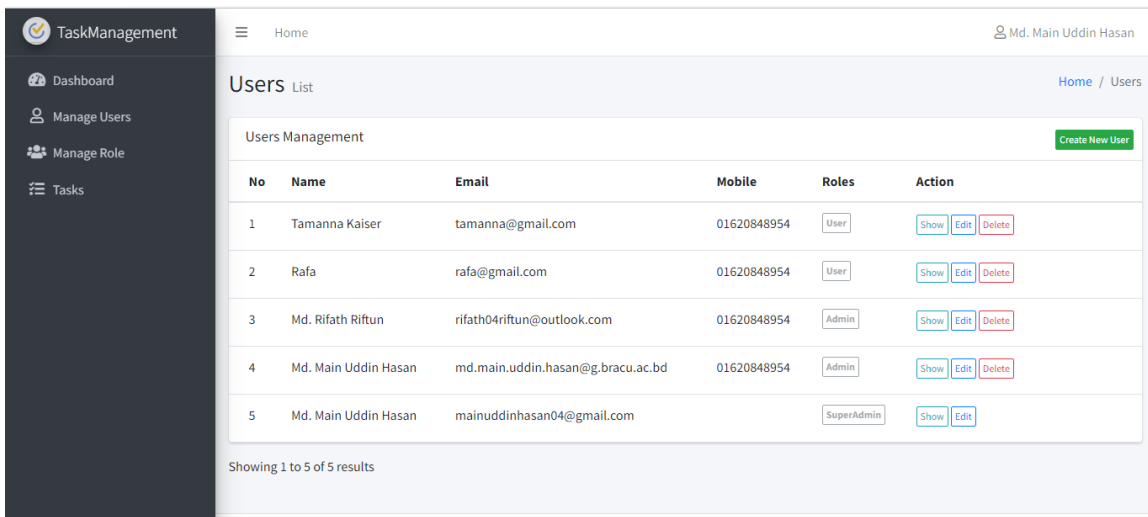 TaskManagement
Home
Md. Main Uddin Hasan
Dashboard
Manage Users
Manage Role
Tasks
Users List
Home / Users
Users Management
Create New User
No Name Email Mobile Roles Action
1 Tamanna Kaiser tamanna@gmail.com 01620848954 User Show Edit Delete
2 Rafa rafa@gmail.com 01620848954 User Show Edit Delete
3 Md. Rifath Riftun rifath04riftun@outlook.com 01620848954 Admin Show Edit Delete
4 Md. Main Uddin Hasan md.main.uddin.hasan@g.bracu.ac.bd 01620848954 Admin Show Edit Delete
5 Md. Main Uddin Hasan mainuddinhasan04@gmail.com SuperAdmin Show Edit
Showing 1 to 5 of 5 results